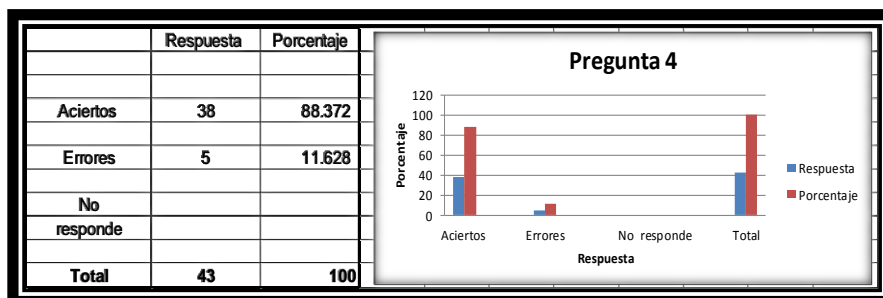 Respuesta Porcentaje
Aciertos 38 88.372
Errores 5 11.628
No
responde
Total 43 100
Pregunta 4
120
100
80
60
40
20
0
Porcentaje
Aciertos Errores No responde Total
Respuesta
Respuesta
Porcentaje